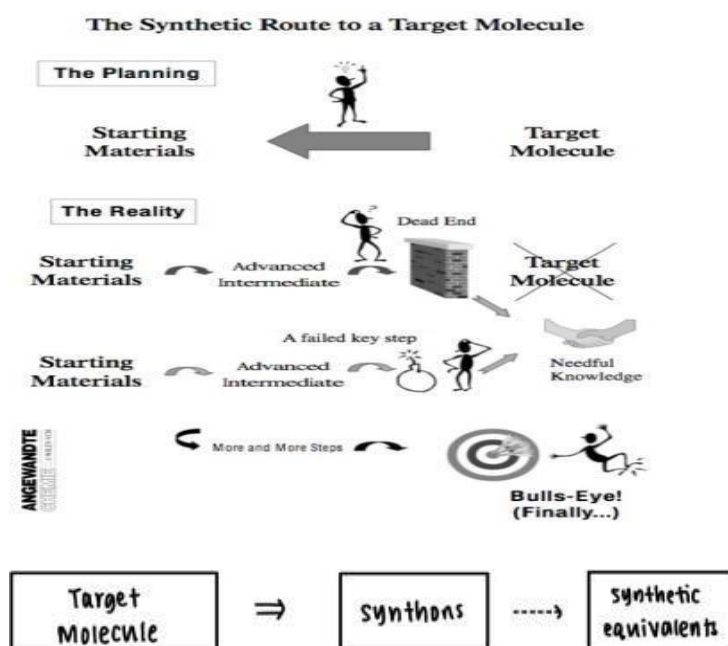 The Synthetic Route to a Target Molecule
The Planning
Starting
Materials
Target
Molecule
The Reality
?
Dead End
Starting
Materials
Advanced
Intermediate
Target
Molecule
A failed key step
Starting
Materials
Advanced
Intermediate
Needful
Knowledge
More and More Steps
ANGEWANDTE
CHEMIE
Bulls-Eye!
(Finally...)
Target
Molecule
⇒
synthons
synthetic
equivalents